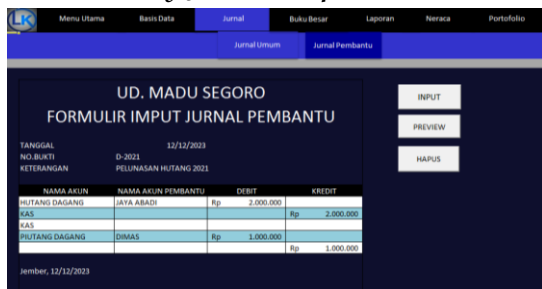 LK Menu Utama Basis Data Jurnal Buku Besar Laporan Neraca Portofolio
Jurnal Umum Jurnal Pembantu
UD. MADU SEGORO
FORMULIR IMPUT JURNAL PEMBANTU
INPUT
PREVIEW
HAPUS
TANGGAL 12/12/2023
NO.BUKTI D-2021
KETERANGAN PELUNASAN HUTANG 2021
NAMA AKUN NAMA AKUN PEMBANTU DEBIT KREDIT
HUTANG DAGANG JAYA ABADI Rp 2.000.000
KAS Rp 2.000.000
KAS
PIUTANG DAGANG DIMAS Rp 1.000.000
Rp 1.000.000
Jember, 12/12/2023